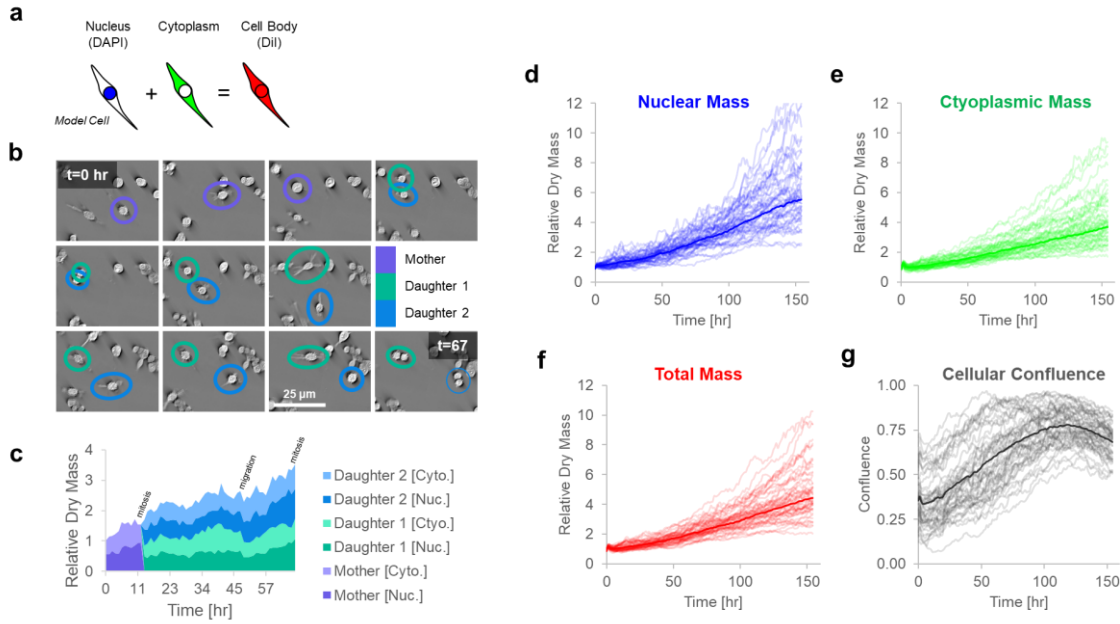 a
Nucleus
(DAPI)
Cytoplasm
Cell Body
(DiI)
+
=
Model Cell
b
t=0 hr
Mother
Daughter 1
Daughter 2
t=67
25 µm
c
Relative Dry Mass
4
3
2
1
0
mitosis
migration
mitosis
0
11
23
34
45
57
Time [hr]
Daughter 2 [Cyto.]
Daughter 2 [Nuc.]
Daughter 1 [Ctyo.]
Daughter 1 [Nuc.]
Mother [Cyto.]
Mother [Nuc.]
d
Nuclear Mass
Relative Dry Mass
12
10
8
6
4
2
0
0
50
100
150
Time [hr]
e
Ctyoplasmic Mass
Relative Dry Mass
12
10
8
6
4
2
0
0
50
100
150
Time [hr]
f
Total Mass
Relative Dry Mass
12
10
8
6
4
2
0
0
50
100
150
Time [hr]
g
Cellular Confluence
Confluence
1.00
0.75
0.50
0.25
0.00
0
50
100
150
Time [hr]